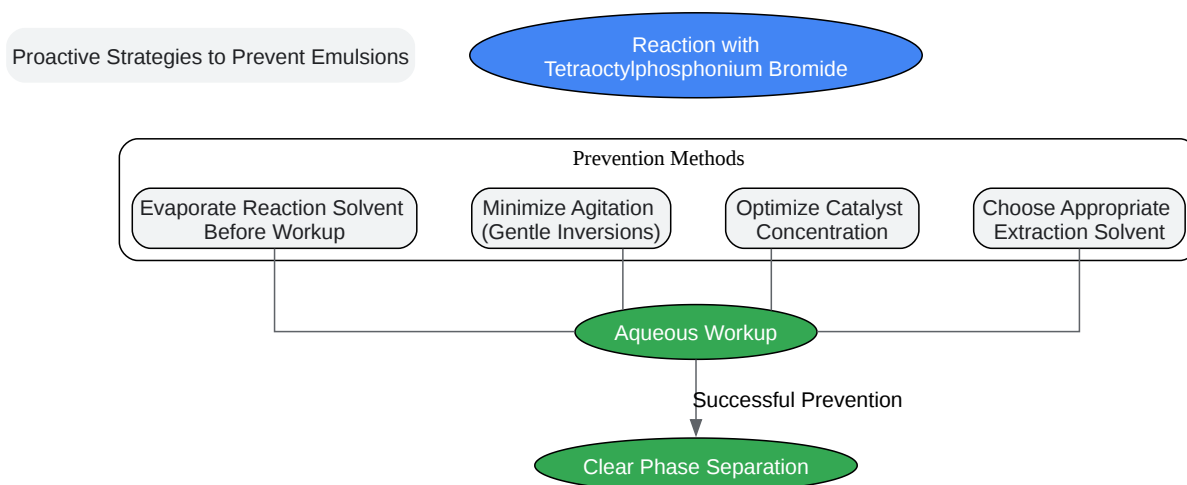 Proactive Strategies to Prevent Emulsions
Reaction with
Tetraoctylphosphonium Bromide
Prevention Methods
Evaporate Reaction Solvent
Before Workup
Minimize Agitation
(Gentle Inversions)
Optimize Catalyst
Concentration
Choose Appropriate
Extraction Solvent
Aqueous Workup
Successful Prevention
Clear Phase Separation